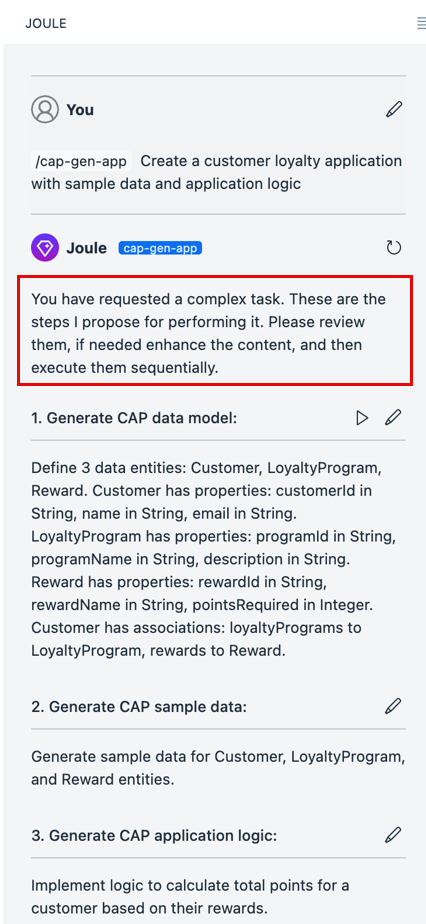 JOULE
You
/cap-gen-app Create a customer loyalty application
with sample data and application logic
Joule cap-gen-app
You have requested a complex task. These are the
steps I propose for performing it. Please review
them, if needed enhance the content, and then
execute them sequentially.
1. Generate CAP data model:
Define 3 data entities: Customer, LoyaltyProgram,
Reward. Customer has properties: customerId in
String, name in String, email in String.
LoyaltyProgram has properties: programId in String,
programName in String, description in String.
Reward has properties: rewardId in String,
rewardName in String, pointsRequired in Integer.
Customer has associations: loyaltyPrograms to
LoyaltyProgram, rewards to Reward.
2. Generate CAP sample data:
Generate sample data for Customer, LoyaltyProgram,
and Reward entities.
3. Generate CAP application logic:
Implement logic to calculate total points for a
customer based on their rewards.